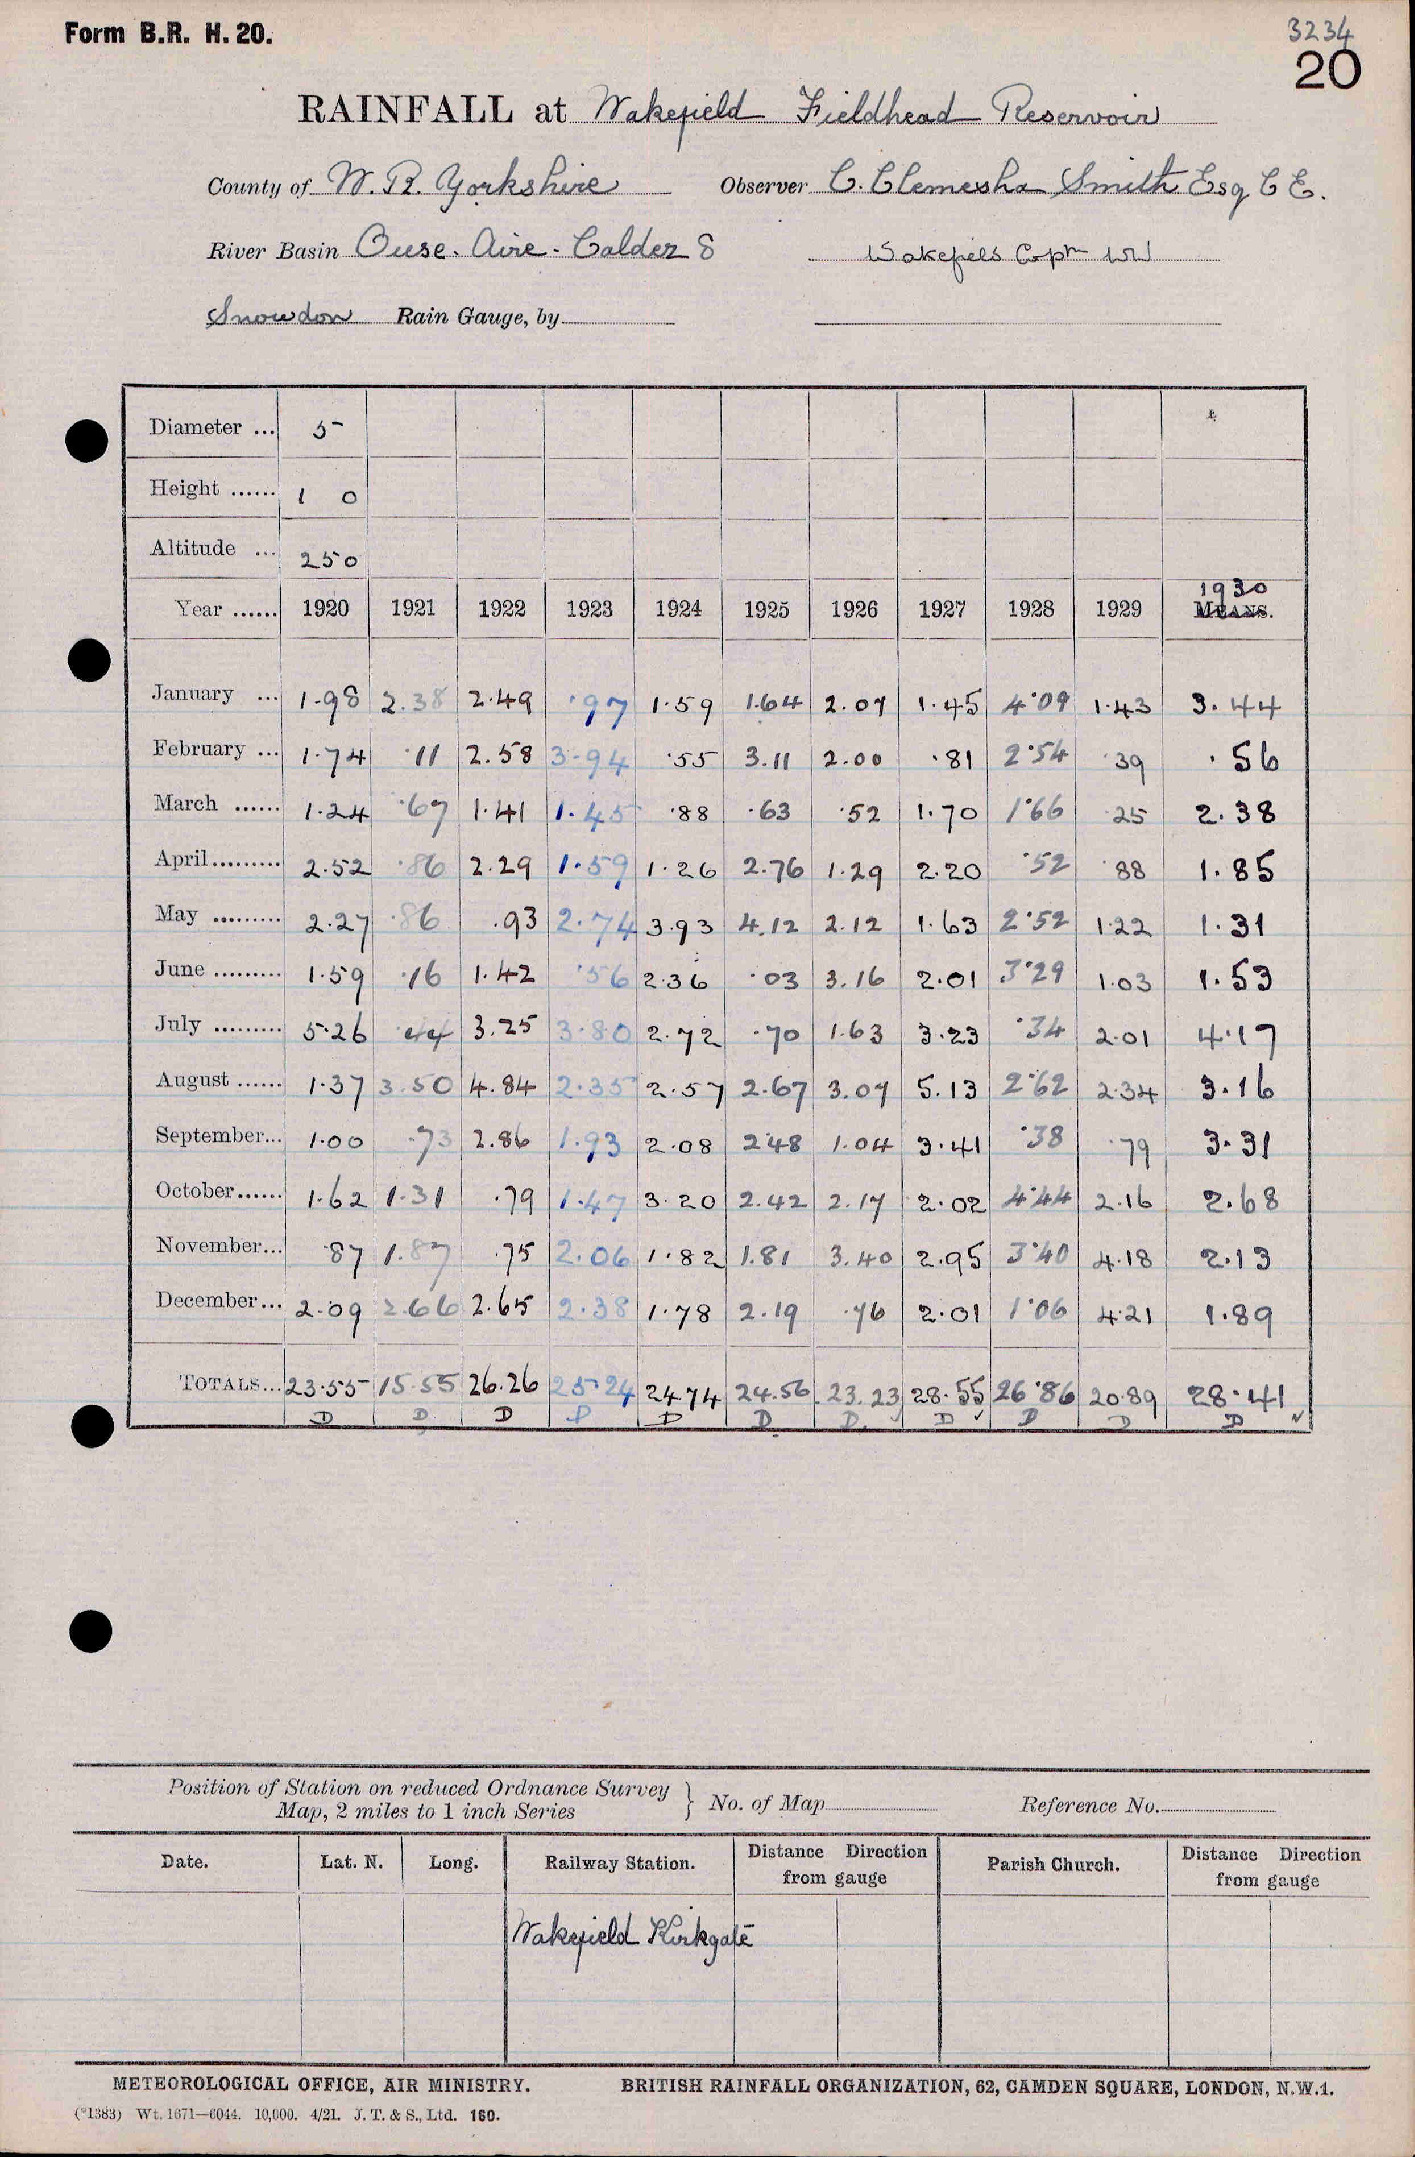 Form B.R. H. 20.
3234
20
RAINFALL at Wakefield Fieldhead Reservoir
County of W. R. Yorkshire Observer C. Clemesha Smith Esq C E.
River Basin Ouse. Aire - Calder 8 Wakefield Corpn WW
Snowdon Rain Gauge, by
Diameter ... 5
Height ...... 1 0
Altitude ... 250
Year ...... 1920 1921 1922 1923 1924 1925 1926 1927 1928 1929 1930 MEANS.
January ... 1.98 2.38 2.49 .97 1.59 1.64 2.07 1.45 4.09 1.43 3.44
February ... 1.74 .11 2.58 3.94 .55 3.11 2.00 .81 2.54 .39 .56
March ...... 1.24 .67 1.41 1.45 .88 .63 .52 1.70 1.66 .25 2.38
April......... 2.52 .86 2.29 1.59 1.26 2.76 1.29 2.20 .52 .88 1.85
May ......... 2.27 .86 .93 2.74 3.93 4.12 2.12 1.63 2.52 1.22 1.31
June ......... 1.59 .16 1.42 .56 2.36 .03 3.16 2.01 3.29 1.03 1.53
July ......... 5.26 .44 3.25 3.80 2.72 .70 1.63 3.23 .34 2.01 4.17
August ...... 1.37 3.50 4.84 2.35 2.57 2.67 3.07 5.13 2.62 2.34 3.16
September... 1.00 .73 2.86 1.93 2.08 2.48 1.04 3.41 .38 .79 3.31
October...... 1.62 1.31 .79 1.47 3.20 2.42 2.17 2.02 4.44 2.16 2.68
November... .87 1.87 .75 2.06 1.82 1.81 3.40 2.95 3.40 4.18 2.13
December... 2.09 2.66 2.65 2.38 1.78 2.19 .76 2.01 1.06 4.21 1.89
TOTALS... 23.55 15.55 26.26 25.24 24.74 24.56 23.23 28.55 26.86 20.89 28.41
D D D D D D D D D D D
Position of Station on reduced Ordnance Survey
Map, 2 miles to 1 inch Series } No. of Map Reference No.
Date. Lat. N. Long. Railway Station. Distance Direction from gauge Parish Church. Distance Direction from gauge
Wakefield Kirkgate
METEOROLOGICAL OFFICE, AIR MINISTRY. BRITISH RAINFALL ORGANIZATION, 62, CAMDEN SQUARE, LONDON, N.W.1.
(*1383) Wt. 1671—6044. 10,000. 4/21. J. T. & S., Ltd. 160.